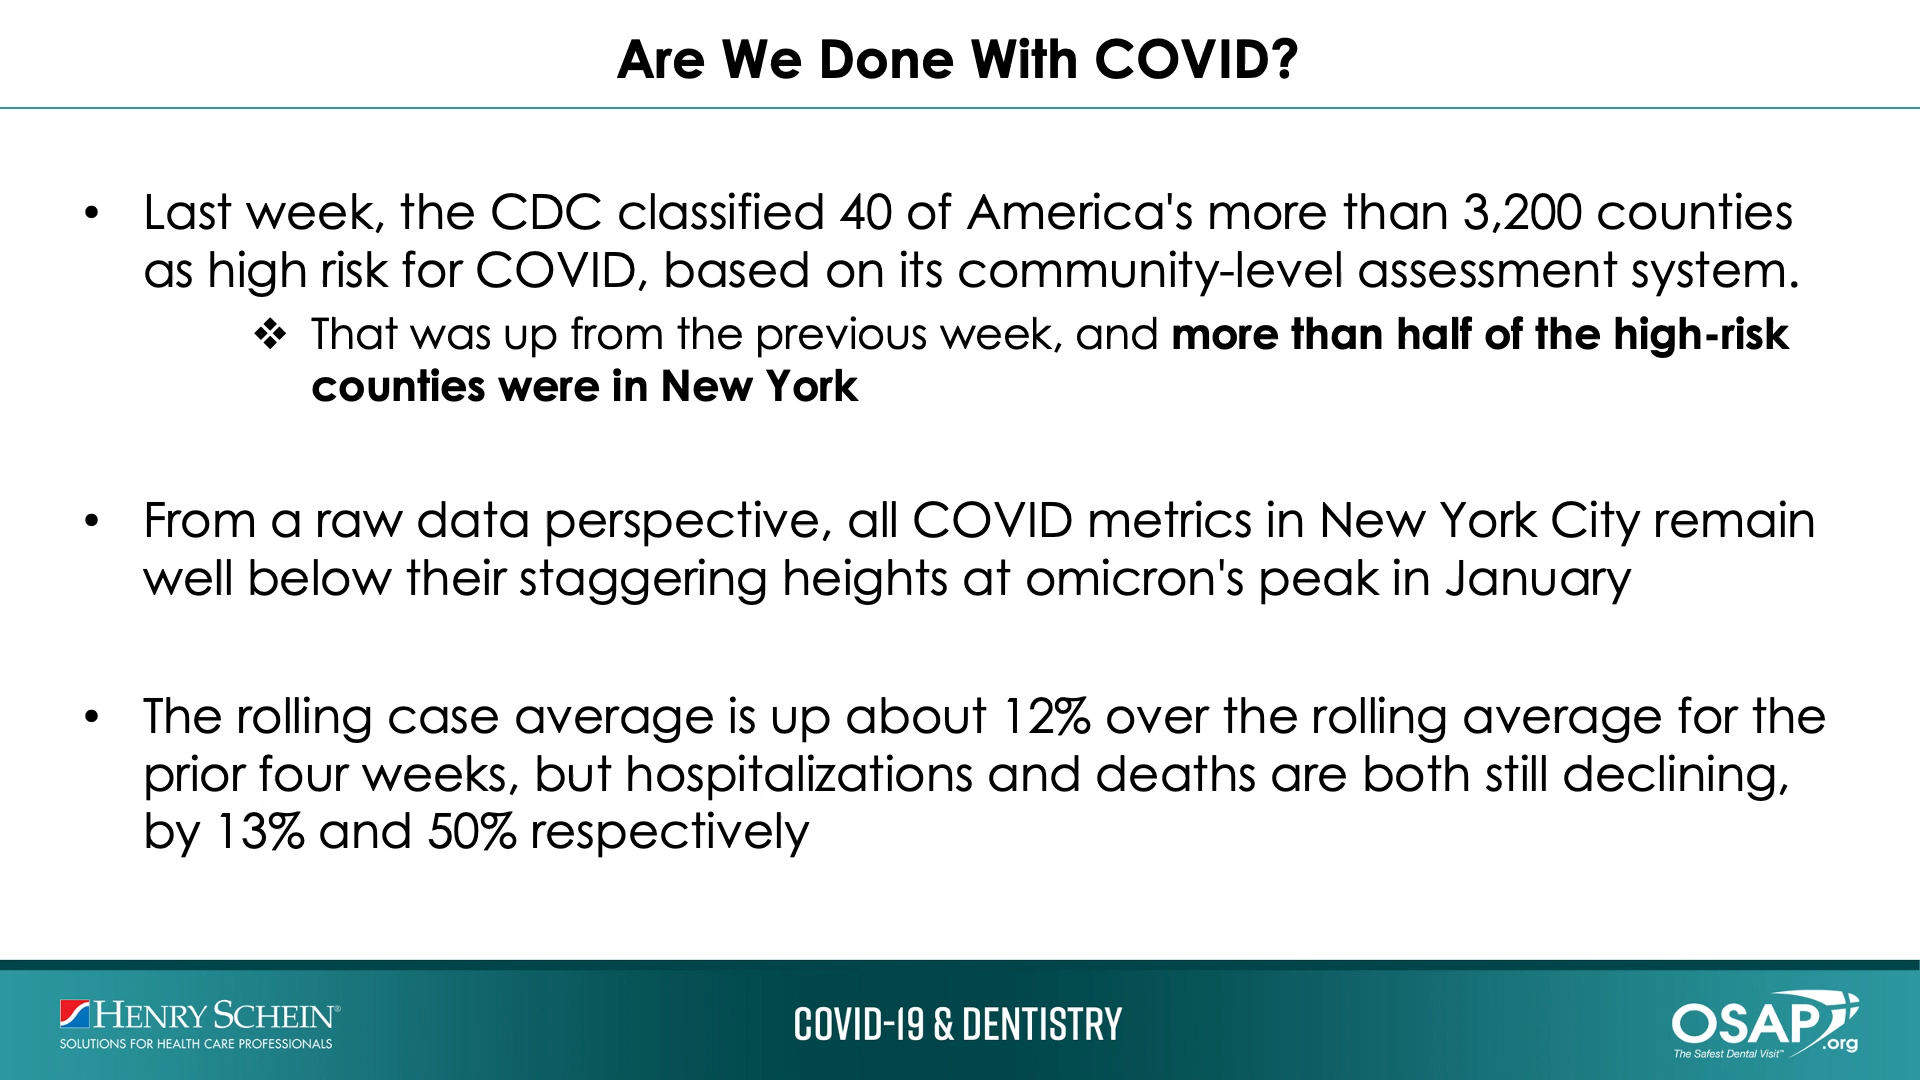 Are We Done With COVID?
• Last week, the CDC classified 40 of America's more than 3,200 counties
as high risk for COVID, based on its community-level assessment system.
❖ That was up from the previous week, and more than half of the high-risk
counties were in New York
• From a raw data perspective, all COVID metrics in New York City remain
well below their staggering heights at omicron's peak in January
• The rolling case average is up about 12% over the rolling average for the
prior four weeks, but hospitalizations and deaths are both still declining,
by 13% and 50% respectively
HENRY SCHEIN®
SOLUTIONS FOR HEALTH CARE PROFESSIONALS
COVID-19 & DENTISTRY
OSAP
.org
The Safest Dental Visit™